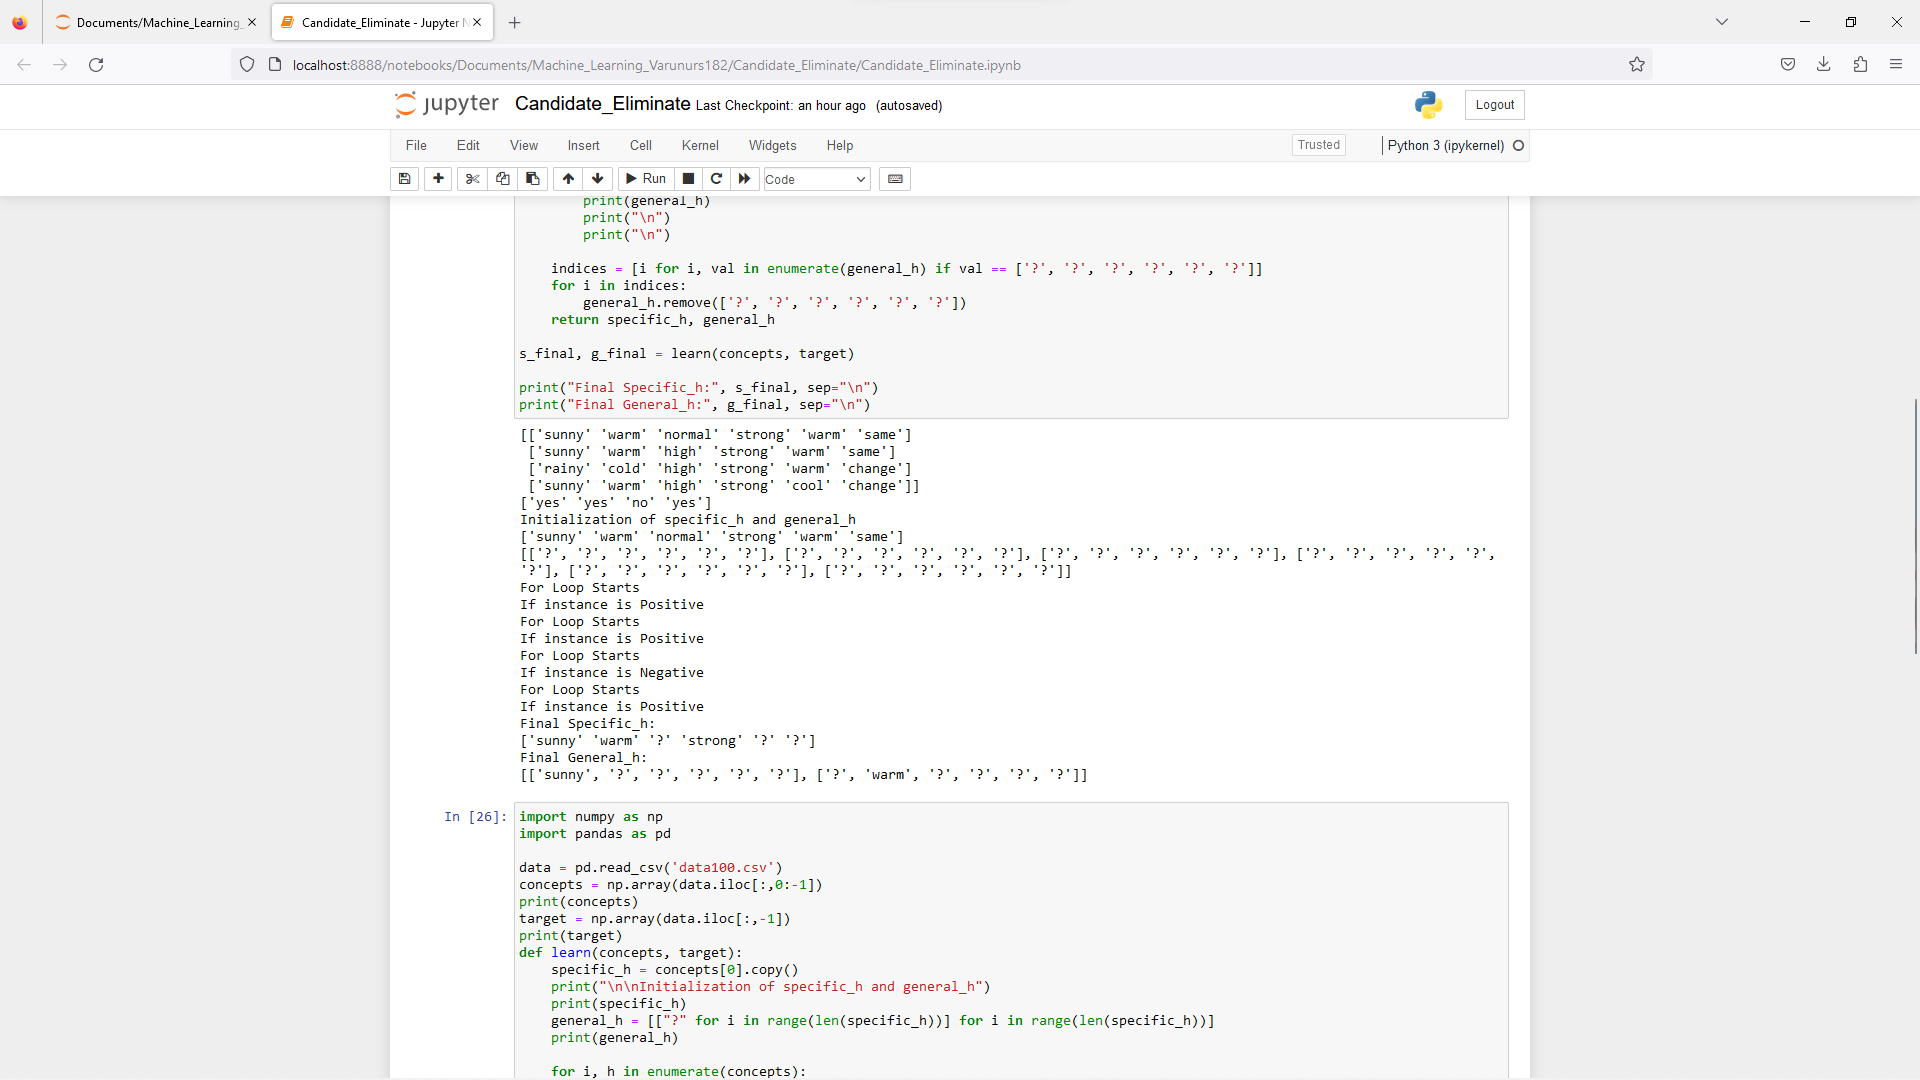 Documents/Machine_Learning_
Candidate_Eliminate - Jupyter N
localhost:8888/notebooks/Documents/Machine_Learning_Varunurs182/Candidate_Eliminate/Candidate_Eliminate.ipynb
jupyter Candidate_Eliminate Last Checkpoint: an hour ago (autosaved)
Logout
File Edit View Insert Cell Kernel Widgets Help
Trusted
Python 3 (ipykernel)
Run
Code
        print(general_h)
        print("\n")
        print("\n")
    indices = [i for i, val in enumerate(general_h) if val == ['?', '?', '?', '?', '?', '?']]
    for i in indices:
        general_h.remove(['?', '?', '?', '?', '?', '?'])
    return specific_h, general_h
s_final, g_final = learn(concepts, target)
print("Final Specific_h:", s_final, sep="\n")
print("Final General_h:", g_final, sep="\n")
[['sunny' 'warm' 'normal' 'strong' 'warm' 'same']
 ['sunny' 'warm' 'high' 'strong' 'warm' 'same']
 ['rainy' 'cold' 'high' 'strong' 'warm' 'change']
 ['sunny' 'warm' 'high' 'strong' 'cool' 'change']]
['yes' 'yes' 'no' 'yes']
Initialization of specific_h and general_h
['sunny' 'warm' 'normal' 'strong' 'warm' 'same']
[['?', '?', '?', '?', '?', '?'], ['?', '?', '?', '?', '?', '?'], ['?', '?', '?', '?', '?', '?'], ['?', '?', '?', '?', '?',
'?'], ['?', '?', '?', '?', '?', '?'], ['?', '?', '?', '?', '?', '?']]
For Loop Starts
If instance is Positive
For Loop Starts
If instance is Positive
For Loop Starts
If instance is Negative
For Loop Starts
If instance is Positive
Final Specific_h:
['sunny' 'warm' '?' 'strong' '?' '?']
Final General_h:
[['sunny', '?', '?', '?', '?', '?'], ['?', 'warm', '?', '?', '?', '?']]
In [26]:
import numpy as np
import pandas as pd
data = pd.read_csv('data100.csv')
concepts = np.array(data.iloc[:,0:-1])
print(concepts)
target = np.array(data.iloc[:,-1])
print(target)
def learn(concepts, target):
    specific_h = concepts[0].copy()
    print("\n\nInitialization of specific_h and general_h")
    print(specific_h)
    general_h = [["?" for i in range(len(specific_h))] for i in range(len(specific_h))]
    print(general_h)
    for i, h in enumerate(concepts):